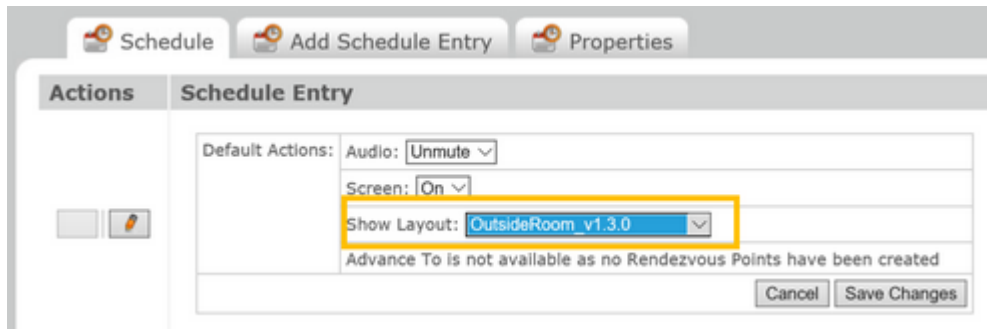 Schedule Add Schedule Entry Properties
Actions Schedule Entry
Default Actions: Audio: Unmute
Screen: On
Show Layout: OutsideRoom_v1.3.0
Advance To is not available as no Rendezvous Points have been created
Cancel Save Changes